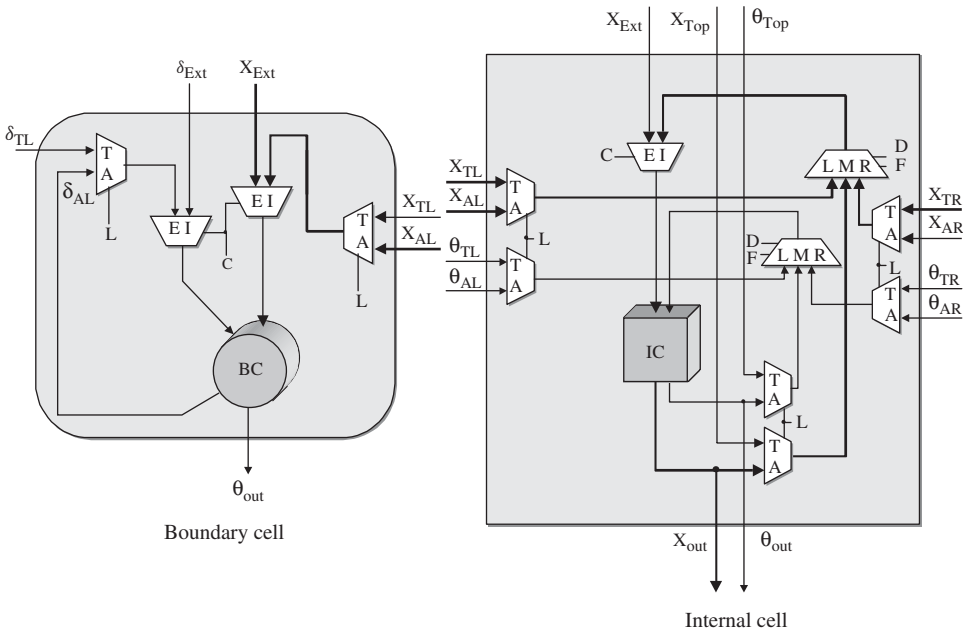 X_Ext X_Top θ_Top
δ_Ext X_Ext
δ_TL T A
δ_AL
L
E I
E I
C
T A
L
X_TL
X_AL
BC
θ_out
Boundary cell
X_TL
X_AL
T A
L
θ_TL
θ_AL
T A
C E I
L M R D F
D F L M R
T A
X_TR
X_AR
L
T A
θ_TR
θ_AR
IC
T A
L
T A
X_out θ_out
Internal cell